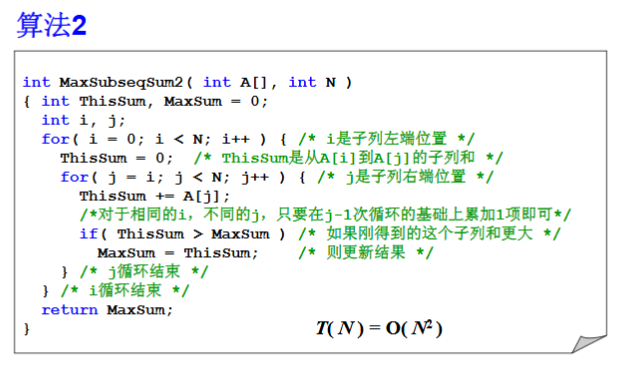 算法2
int MaxSubseqSum2( int A[], int N )
{ int ThisSum, MaxSum = 0;
int i, j;
for( i = 0; i < N; i++ ) { /* i是子列左端位置 */
ThisSum = 0; /* ThisSum是从A[i]到A[j]的子列和 */
for( j = i; j < N; j++ ) { /* j是子列右端位置 */
ThisSum += A[j];
/*对于相同的i，不同的j，只要在j-1次循环的基础上累加1项即可*/
if( ThisSum > MaxSum ) /* 如果刚得到的这个子列和更大 */
MaxSum = ThisSum; /* 则更新结果 */
} /* j循环结束 */
} /* i循环结束 */
return MaxSum;
} T( N ) = O( N² )